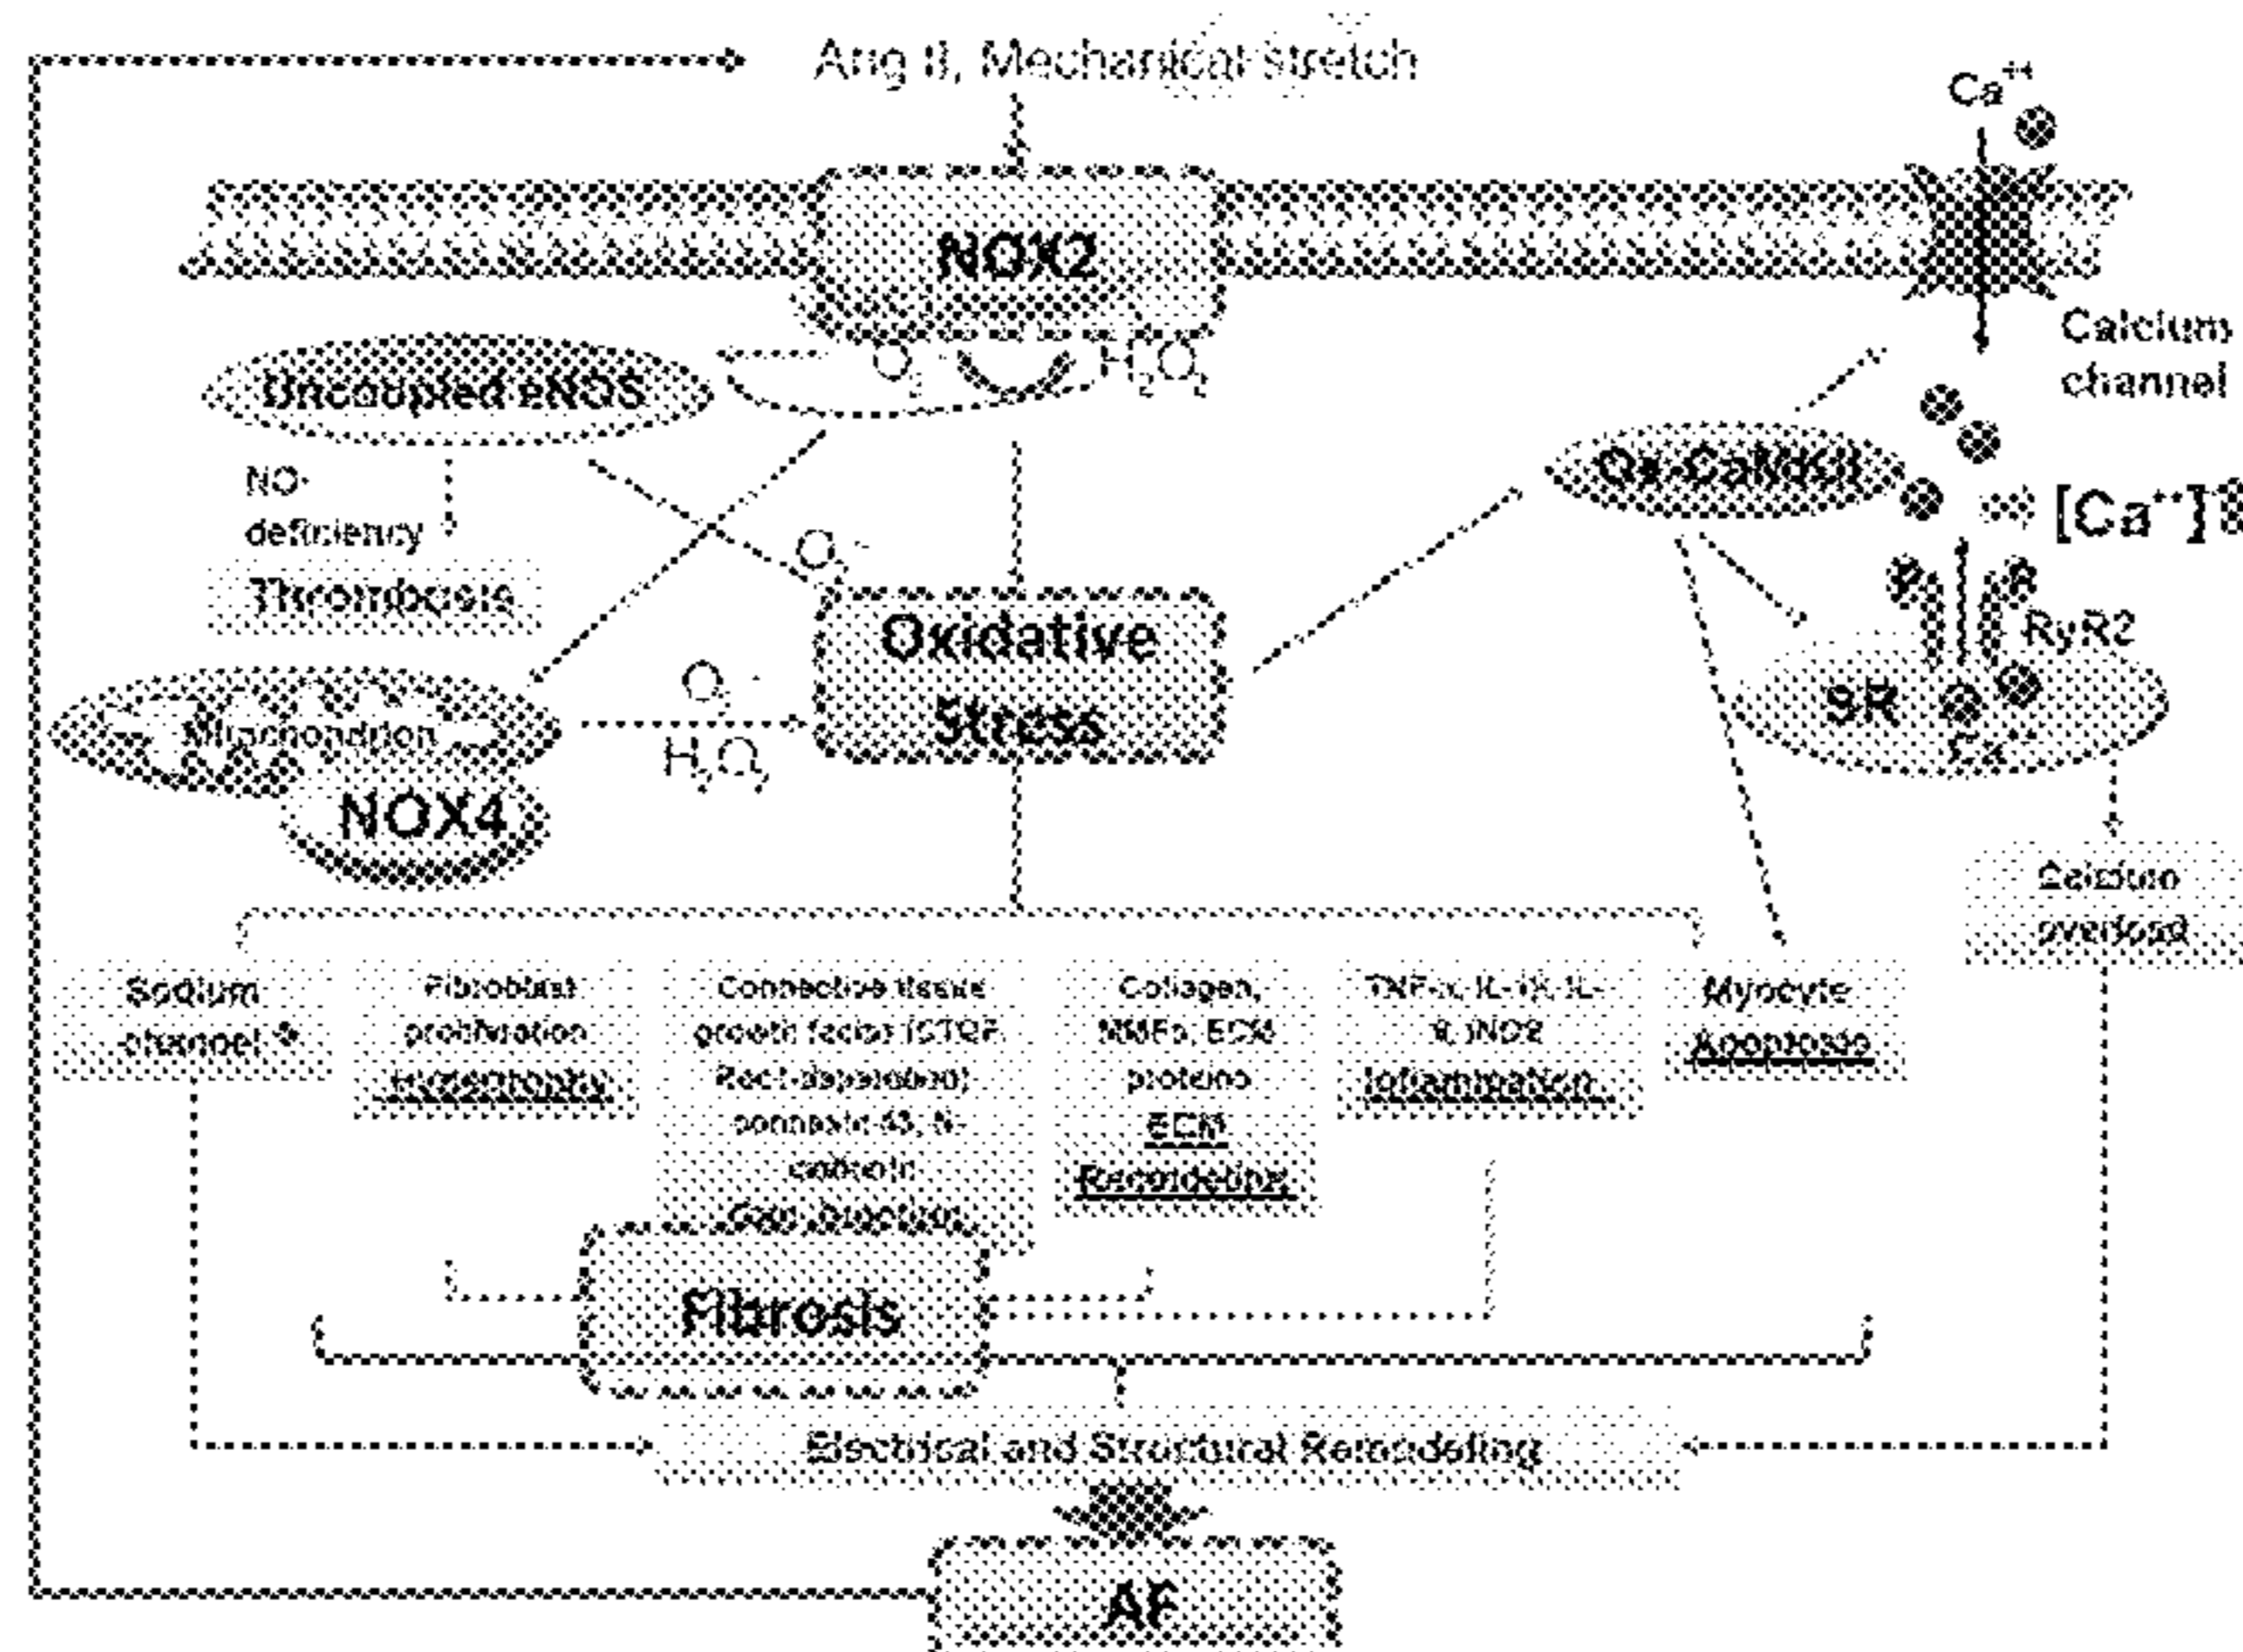 Ang II, Mechanical stretch
Ca++
NOX2
Calcium
channel
O2
H2O2
Uncoupled eNOS
Ox-CaMKII
NO·
deficiency
[Ca++]
O2·-
Thrombosis
Oxidative
Stress
RyR2
SR
Ca
Mitochondrion
NOX4
O2·-
H2O2
Calcium
overload
Sodium
channel
Fibroblast
proliferation
Hypertrophy
Connective tissue
growth factor (CTGF
connexin 43, N-
Collagen,
MMPs, ECM
proteins
ECM
Remodeling
Inflammation
Myocyte
Apoptosis
Fibrosis
Electrical and Structural Remodeling
AF